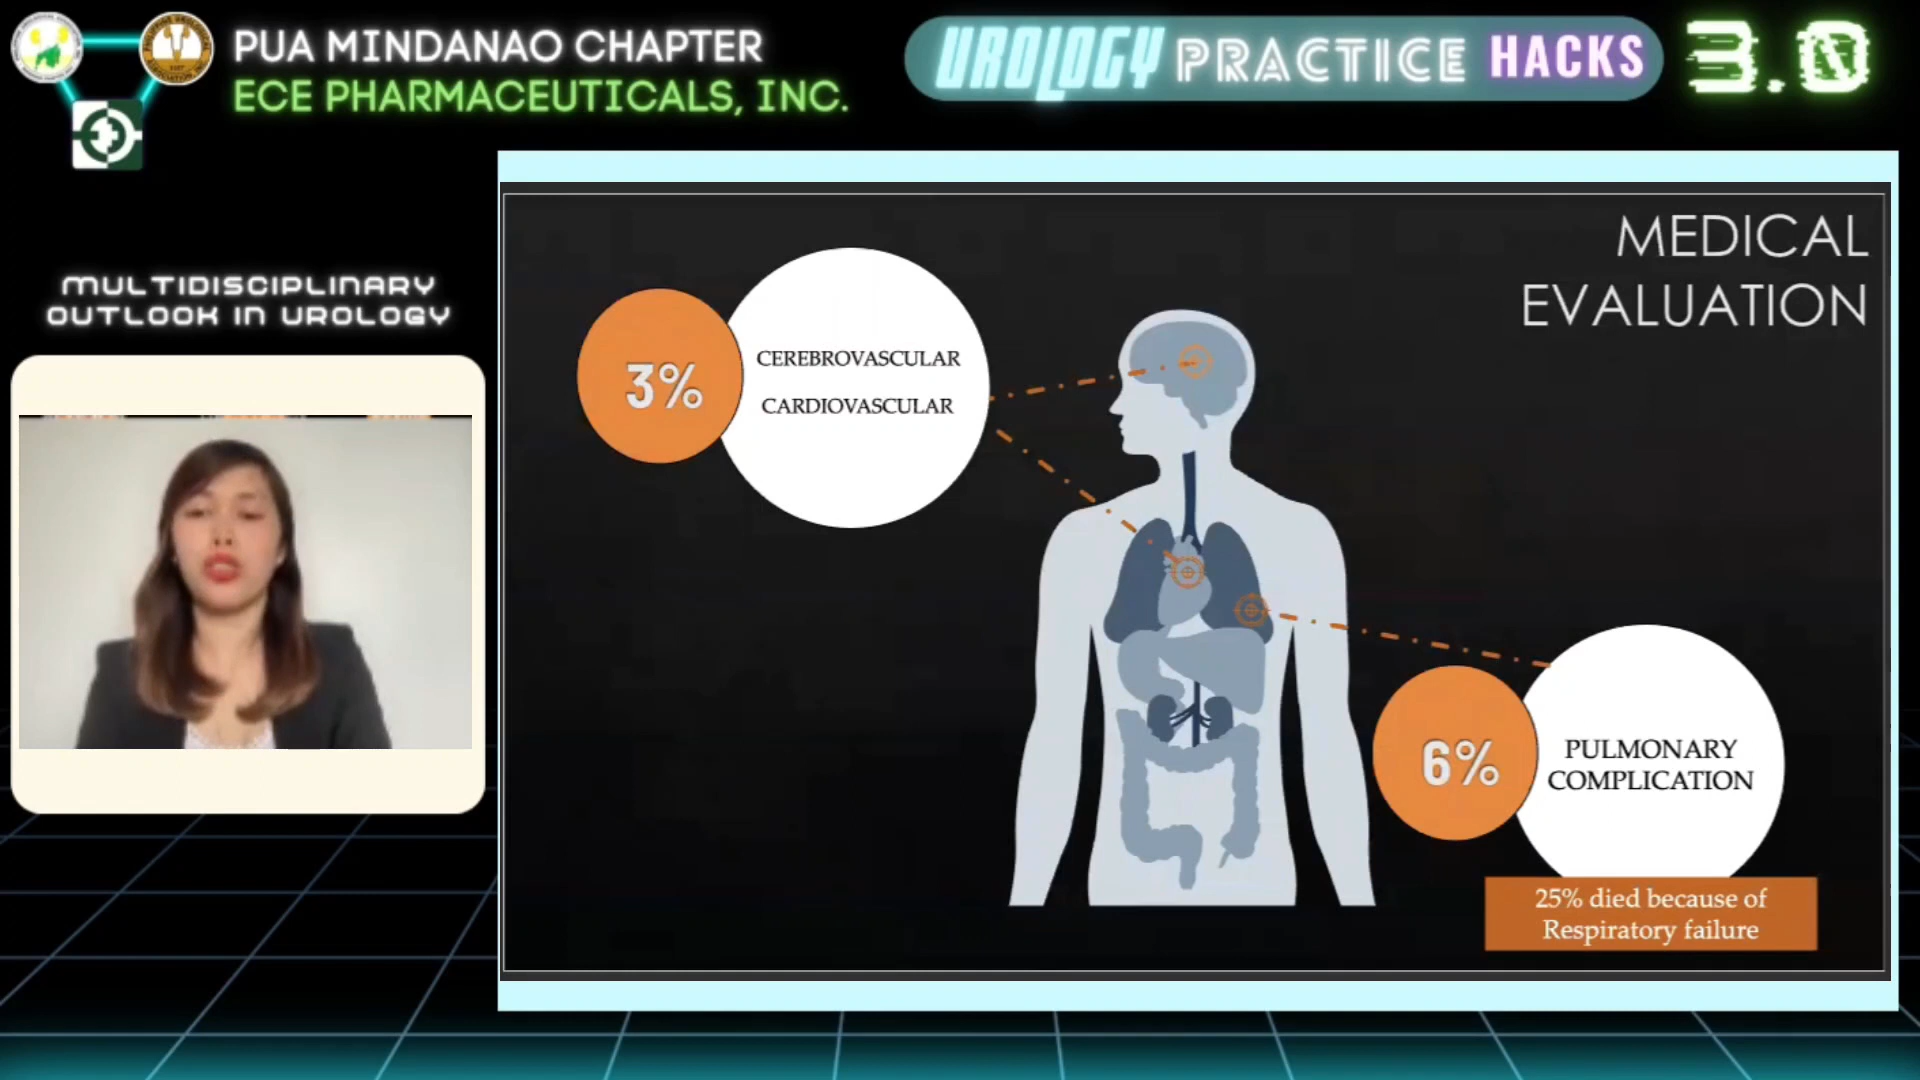 PUA MINDANAO CHAPTER
ECE PHARMACEUTICALS, INC.
UROLOGY PRACTICE HACKS 3.0
MULTIDISCIPLINARY
OUTLOOK IN UROLOGY
MEDICAL
EVALUATION
3%
CEREBROVASCULAR
CARDIOVASCULAR
6%
PULMONARY
COMPLICATION
25% died because of
Respiratory failure